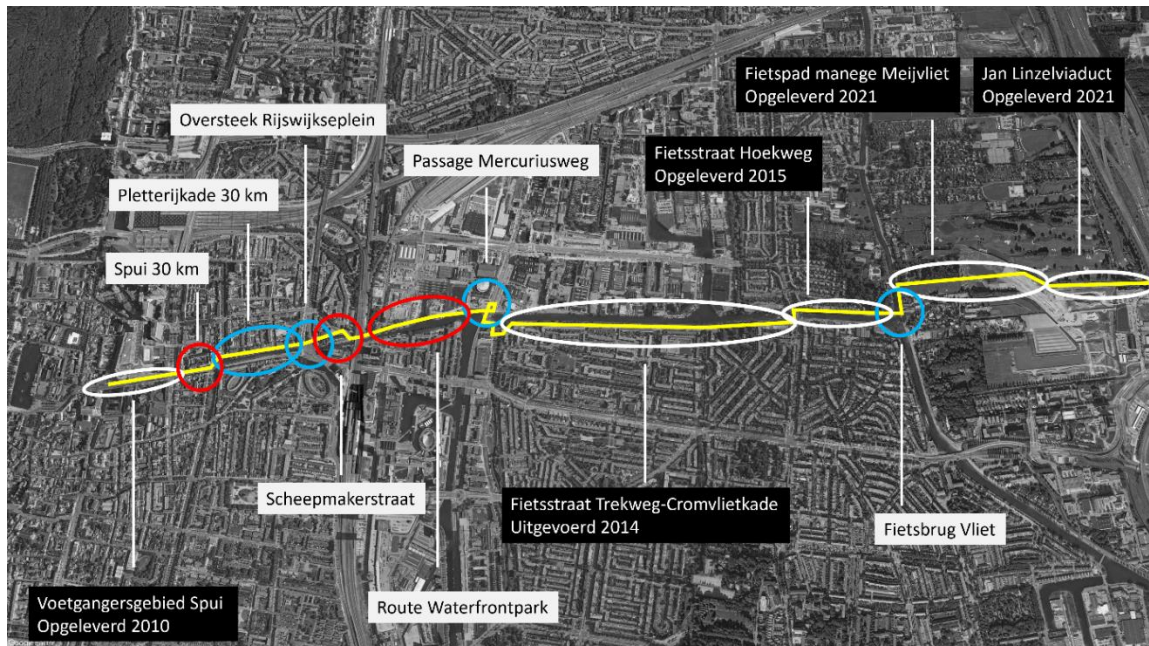 Fietspad manege Meijvliet
Opgeleverd 2021
Jan Linzelviaduct
Opgeleverd 2021
Oversteek Rijswijkseplein
Passage Mercuriusweg
Fietsstraat Hoekweg
Opgeleverd 2015
Pletterijkade 30 km
Spui 30 km
Scheepmakerstraat
Fietsstraat Trekweg-Cromvlietkade
Uitgevoerd 2014
Fietsbrug Vliet
Voetgangersgebied Spui
Opgeleverd 2010
Route Waterfrontpark